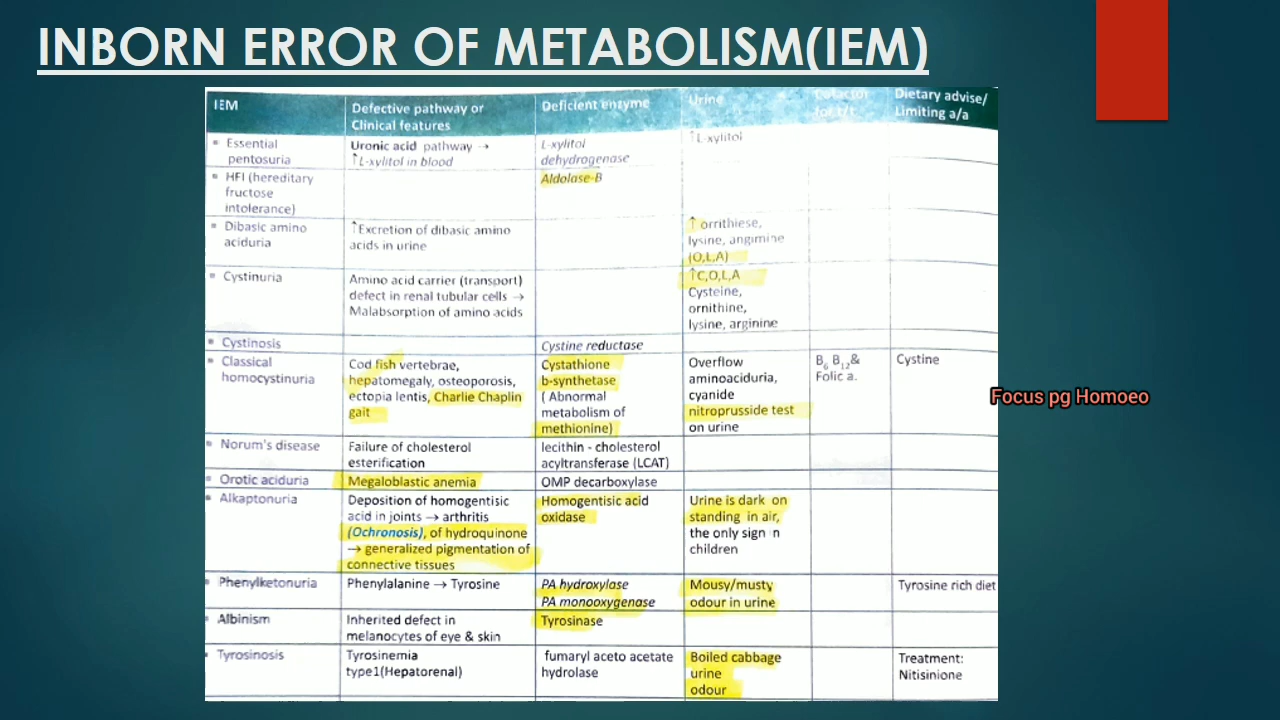 INBORN ERROR OF METABOLISM(IEM)
IEM
Defective pathway or
Clinical features
Deficient enzyme
Urine
Cofactor
for t/t
Dietary advise/
Limiting a/a
▪ Essential
pentosuria
Uronic acid pathway →
↑L-xylitol in blood
L-xylitol
dehydrogenase
↑L-xylitol
▪ HFI (hereditary
fructose
intolerance)
Aldolase-B
▪ Dibasic amino
aciduria
↑Excretion of dibasic amino
acids in urine
↑ orrithiese,
lysine, angimine
(O,L,A)
▪ Cystinuria
Amino acid carrier (transport)
defect in renal tubular cells →
Malabsorption of amino acids
↑C,O,L,A
Cysteine,
ornithine,
lysine, arginine
▪ Cystinosis
Cystine reductase
▪ Classical
homocystinuria
Cod fish vertebrae,
hepatomegaly, osteoporosis,
ectopia lentis, Charlie Chaplin
gait
Cystathione
b-synthetase
( Abnormal
metabolism of
methionine)
Overflow
aminoaciduria,
cyanide
nitroprusside test
on urine
B6 B12&
Folic a.
Cystine
▪ Norum's disease
Failure of cholesterol
esterification
lecithin - cholesterol
acyltransferase (LCAT)
▪ Orotic aciduria
Megaloblastic anemia
OMP decarboxylase
▪ Alkaptonuria
Deposition of homogentisic
acid in joints → arthritis
(Ochronosis), of hydroquinone
→ generalized pigmentation of
connective tissues
Homogentisic acid
oxidase
Urine is dark on
standing in air,
the only sign n
children
▪ Phenylketonuria
Phenylalanine → Tyrosine
PA hydroxylase
PA monooxygenase
Mousy/musty
odour in urine
Tyrosine rich diet
▪ Albinism
Inherited defect in
melanocytes of eye & skin
Tyrosinase
▪ Tyrosinosis
Tyrosinemia
type1(Hepatorenal)
fumaryl aceto acetate
hydrolase
Boiled cabbage
urine
odour
Treatment:
Nitisinione
Focus pg Homoeo